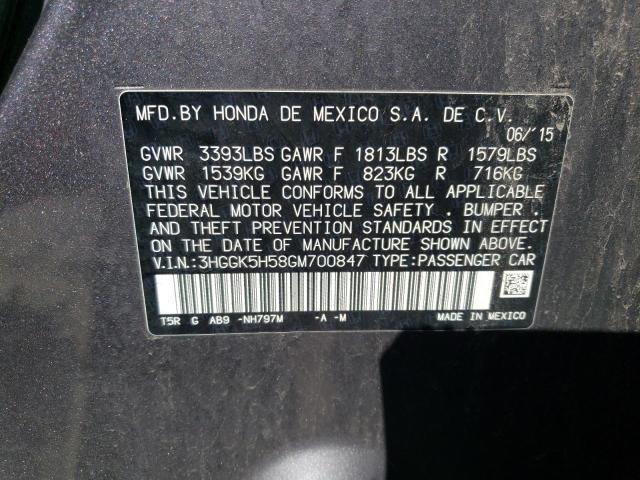 MFD.BY HONDA DE MEXICO S.A. DE C.V.
06/'15
GVWR 3393LBS GAWR F 1813LBS R 1579LBS
GVWR 1539KG GAWR F 823KG R 716KG
THIS VEHICLE CONFORMS TO ALL APPLICABLE
FEDERAL MOTOR VEHICLE SAFETY . BUMPER .
AND THEFT PREVENTION STANDARDS IN EFFECT
ON THE DATE OF MANUFACTURE SHOWN ABOVE.
V.I.N.:3HGGK5H58GM700847 TYPE:PASSENGER CAR
T5R G AB9 -NH797M -A -M
MADE IN MEXICO